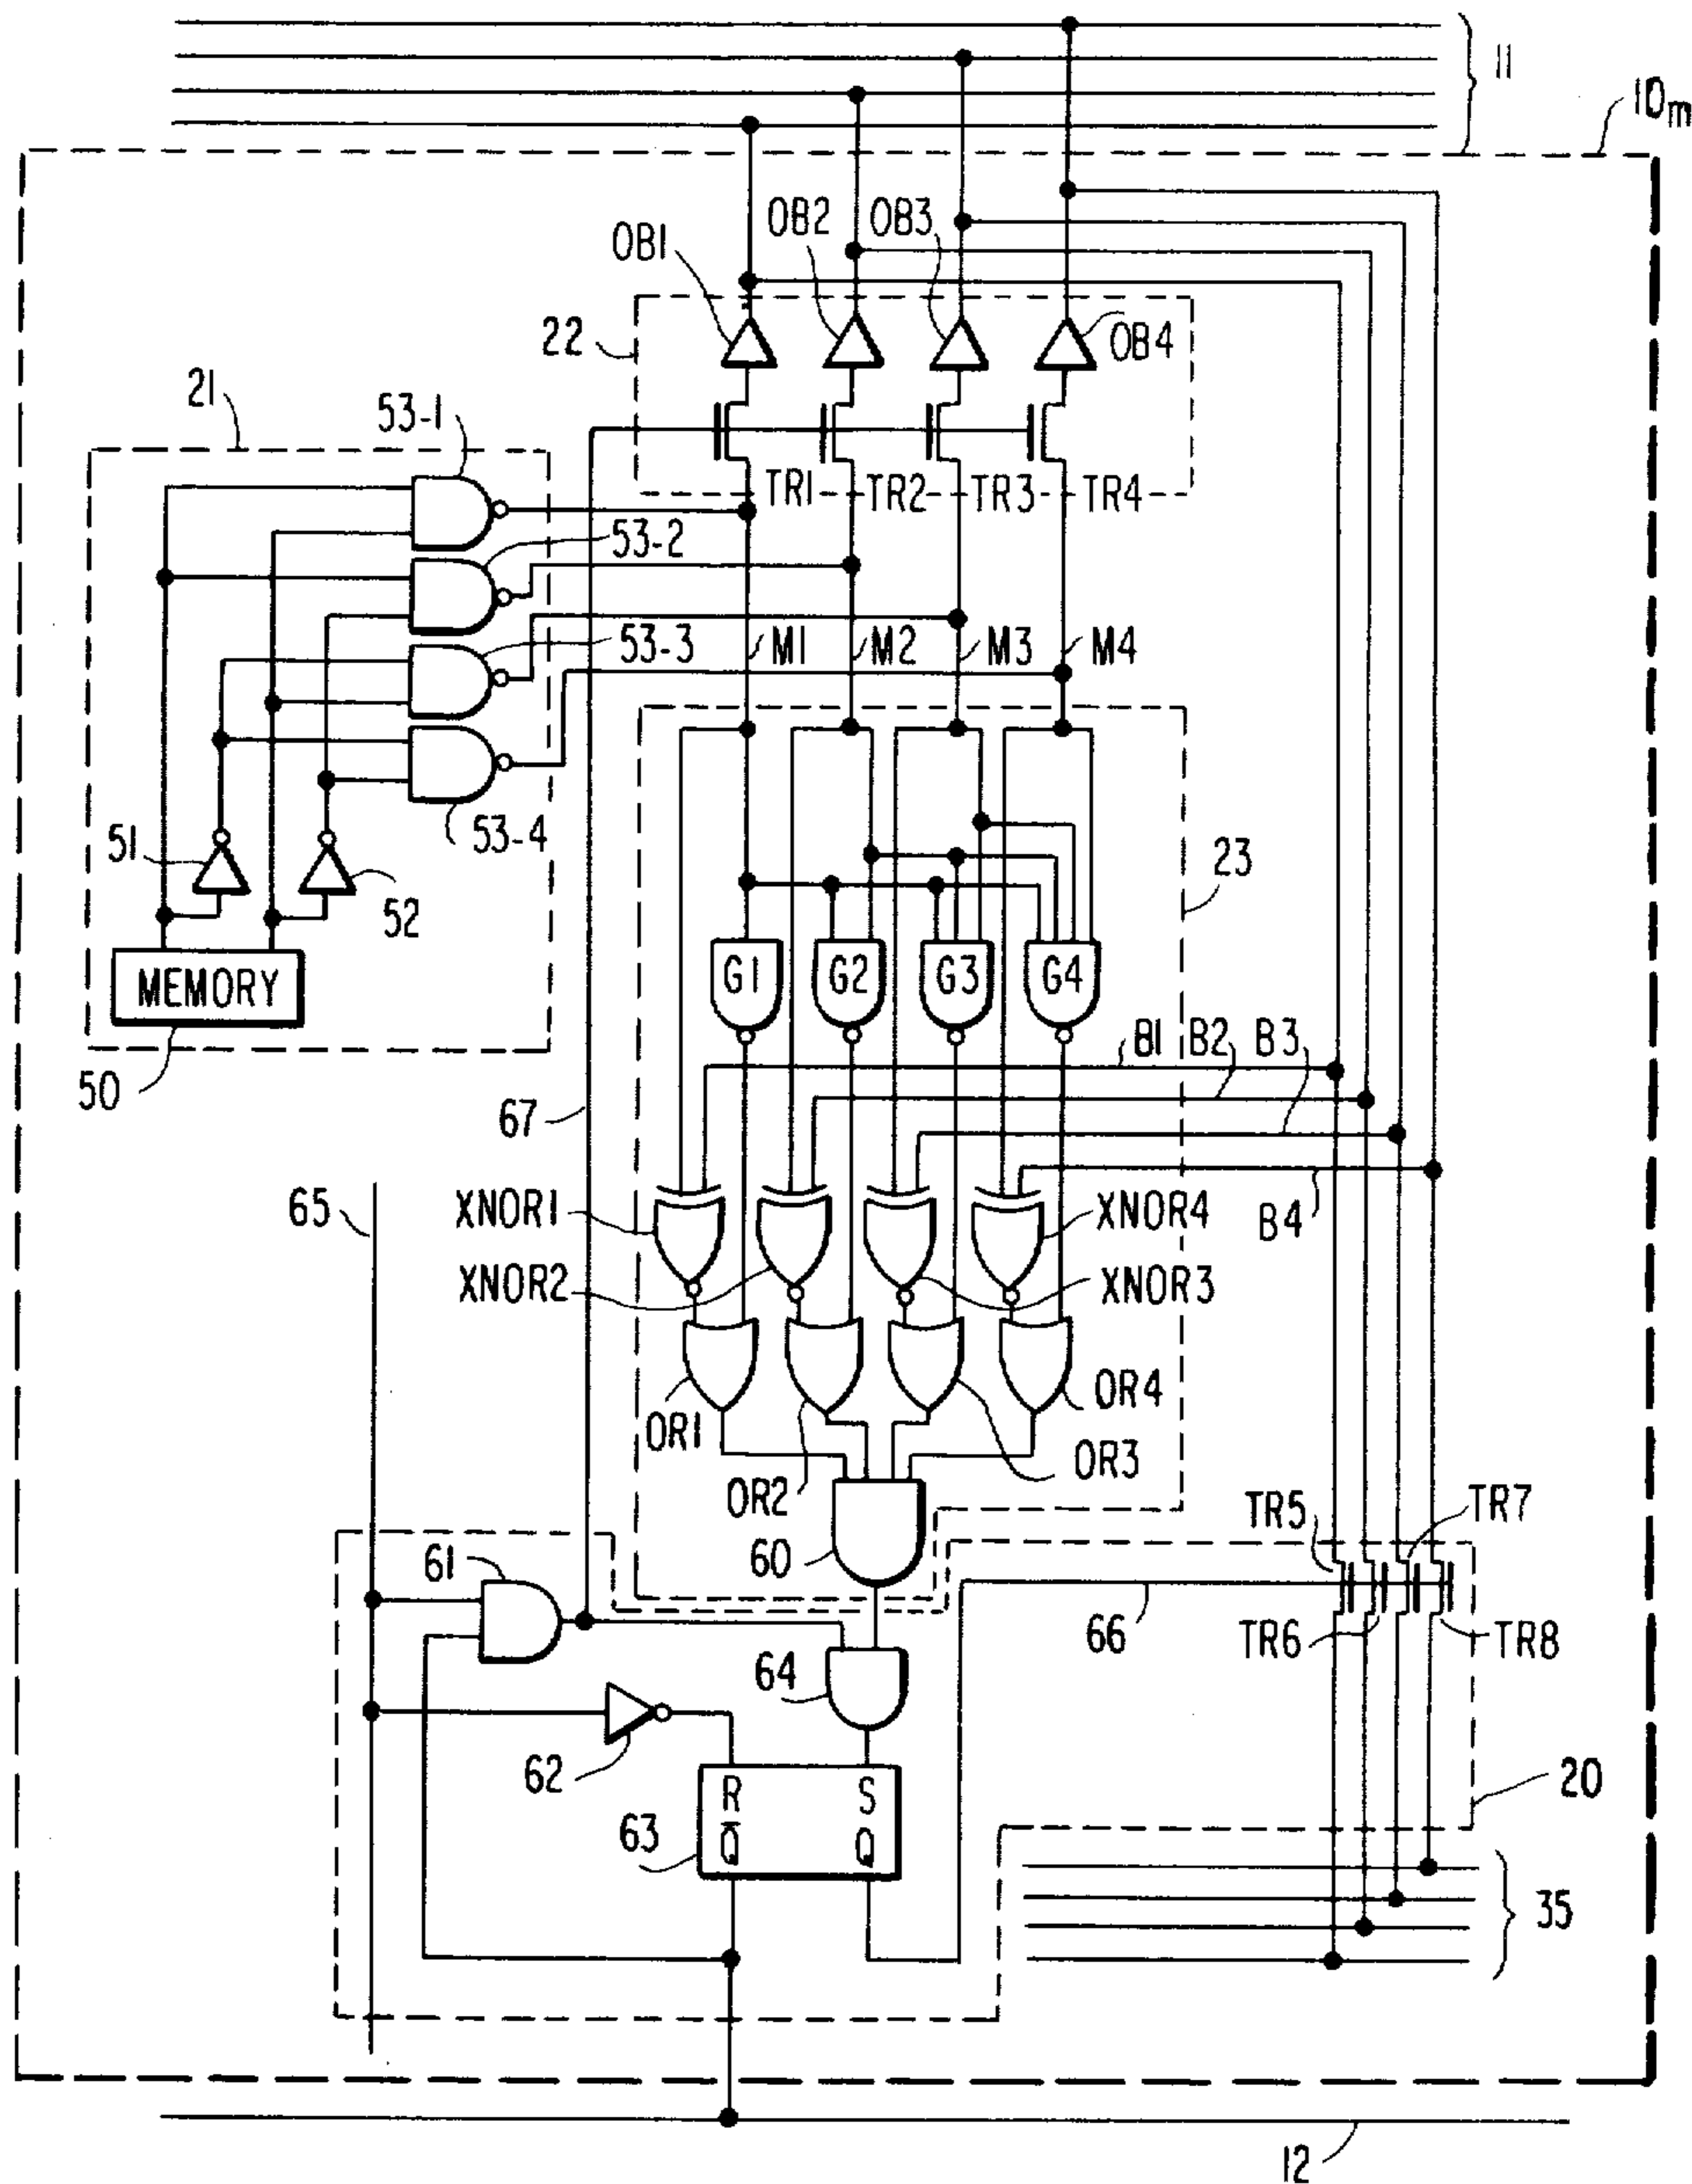 11
10m
OB1
OB2
OB3
OB4
22
21
53-1
TR1
TR2
TR3
TR4
53-2
53-3
M1
M2
M3
M4
53-4
51
52
23
MEMORY
G1
G2
G3
G4
50
B1
B2
B3
67
65
XNOR1
XNOR4
B4
XNOR2
XNOR3
OR1
OR4
OR2
OR3
TR5
TR7
60
61
66
TR6
TR8
64
62
R
S
20
63
Q̅
Q
35
12